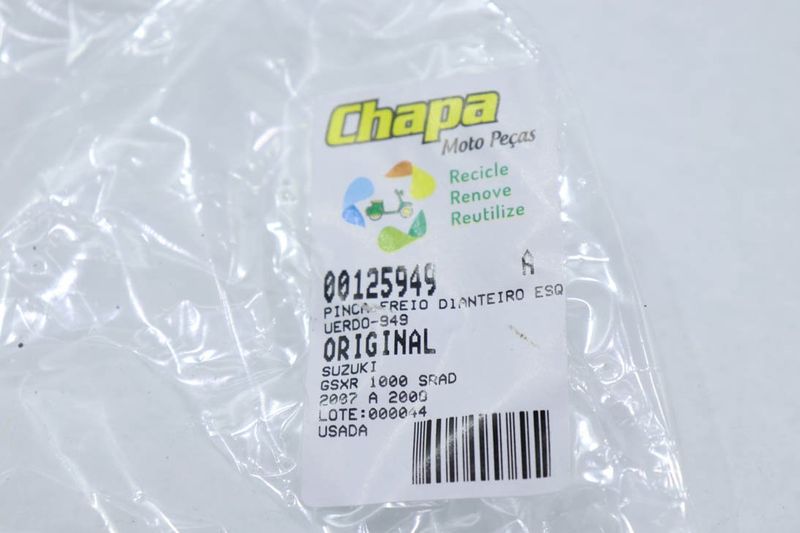 Chapa
Moto Peças
Recicle
Renove
Reutilize
00125949 A
PINCA FREIO DIANTEIRO ESQ
UERDO-949
ORIGINAL
SUZUKI
GSXR 1000 SRAD
2007 A 2008
LOTE:000044
USADA